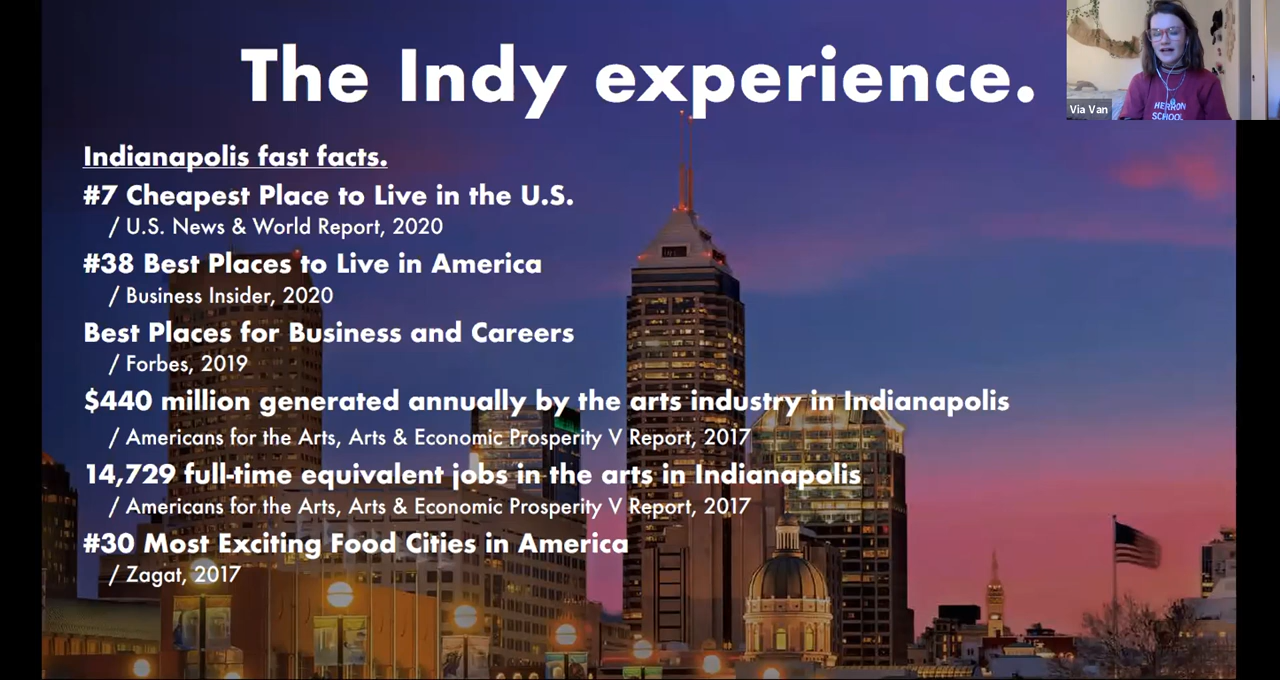 The Indy experience.
Via Van
HERRON
SCHOOL
Indianapolis fast facts.
#7 Cheapest Place to Live in the U.S.
/ U.S. News & World Report, 2020
#38 Best Places to Live in America
/ Business Insider, 2020
Best Places for Business and Careers
/ Forbes, 2019
$440 million generated annually by the arts industry in Indianapolis
/ Americans for the Arts, Arts & Economic Prosperity V Report, 2017
14,729 full-time equivalent jobs in the arts in Indianapolis
/ Americans for the Arts, Arts & Economic Prosperity V Report, 2017
#30 Most Exciting Food Cities in America
/ Zagat, 2017